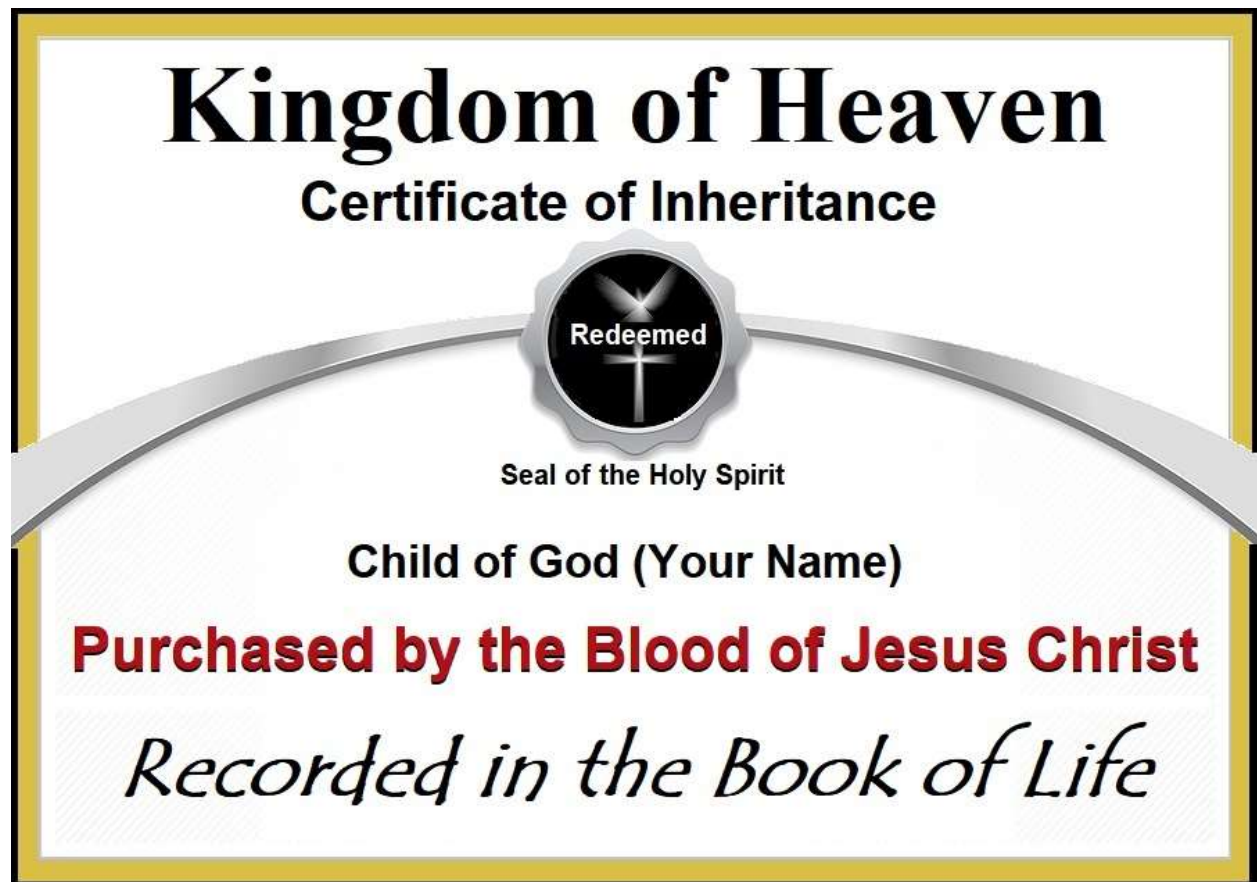 Kingdom of Heaven
Certificate of Inheritance
Redeemed
Seal of the Holy Spirit
Child of God (Your Name)
Purchased by the Blood of Jesus Christ
Recorded in the Book of Life